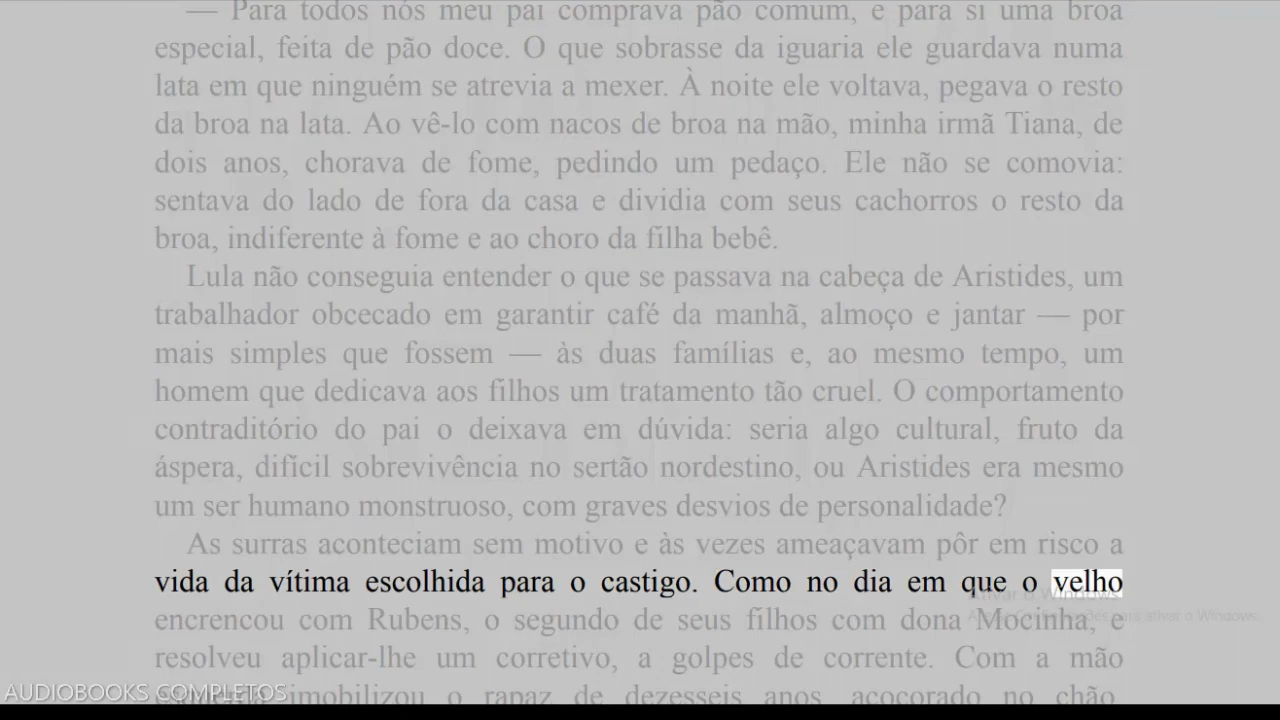 — Para todos nós meu pai comprava pão comum, e para si uma broa
especial, feita de pão doce. O que sobrasse da iguaria ele guardava numa
lata em que ninguém se atrevia a mexer. À noite ele voltava, pegava o resto
da broa na lata. Ao vê-lo com nacos de broa na mão, minha irmã Tiana, de
dois anos, chorava de fome, pedindo um pedaço. Ele não se comovia:
sentava do lado de fora da casa e dividia com seus cachorros o resto da
broa, indiferente à fome e ao choro da filha bebê.
Lula não conseguia entender o que se passava na cabeça de Aristides, um
trabalhador obcecado em garantir café da manhã, almoço e jantar — por
mais simples que fossem — às duas famílias e, ao mesmo tempo, um
homem que dedicava aos filhos um tratamento tão cruel. O comportamento
contraditório do pai o deixava em dúvida: seria algo cultural, fruto da
áspera, difícil sobrevivência no sertão nordestino, ou Aristides era mesmo
um ser humano monstruoso, com graves desvios de personalidade?
As surras aconteciam sem motivo e às vezes ameaçavam pôr em risco a
vida da vítima escolhida para o castigo. Como no dia em que o velho
Ativar o Windows
encrencou com Rubens, o segundo de seus filhos com dona Mocinha, e
para ativar o Windows.
resolveu aplicar-lhe um corretivo, a golpes de corrente. Com a mão
imobilizou o rapaz de dezesseis anos, acocorado no chão,
AUDIOBOOKS COMPLETOS